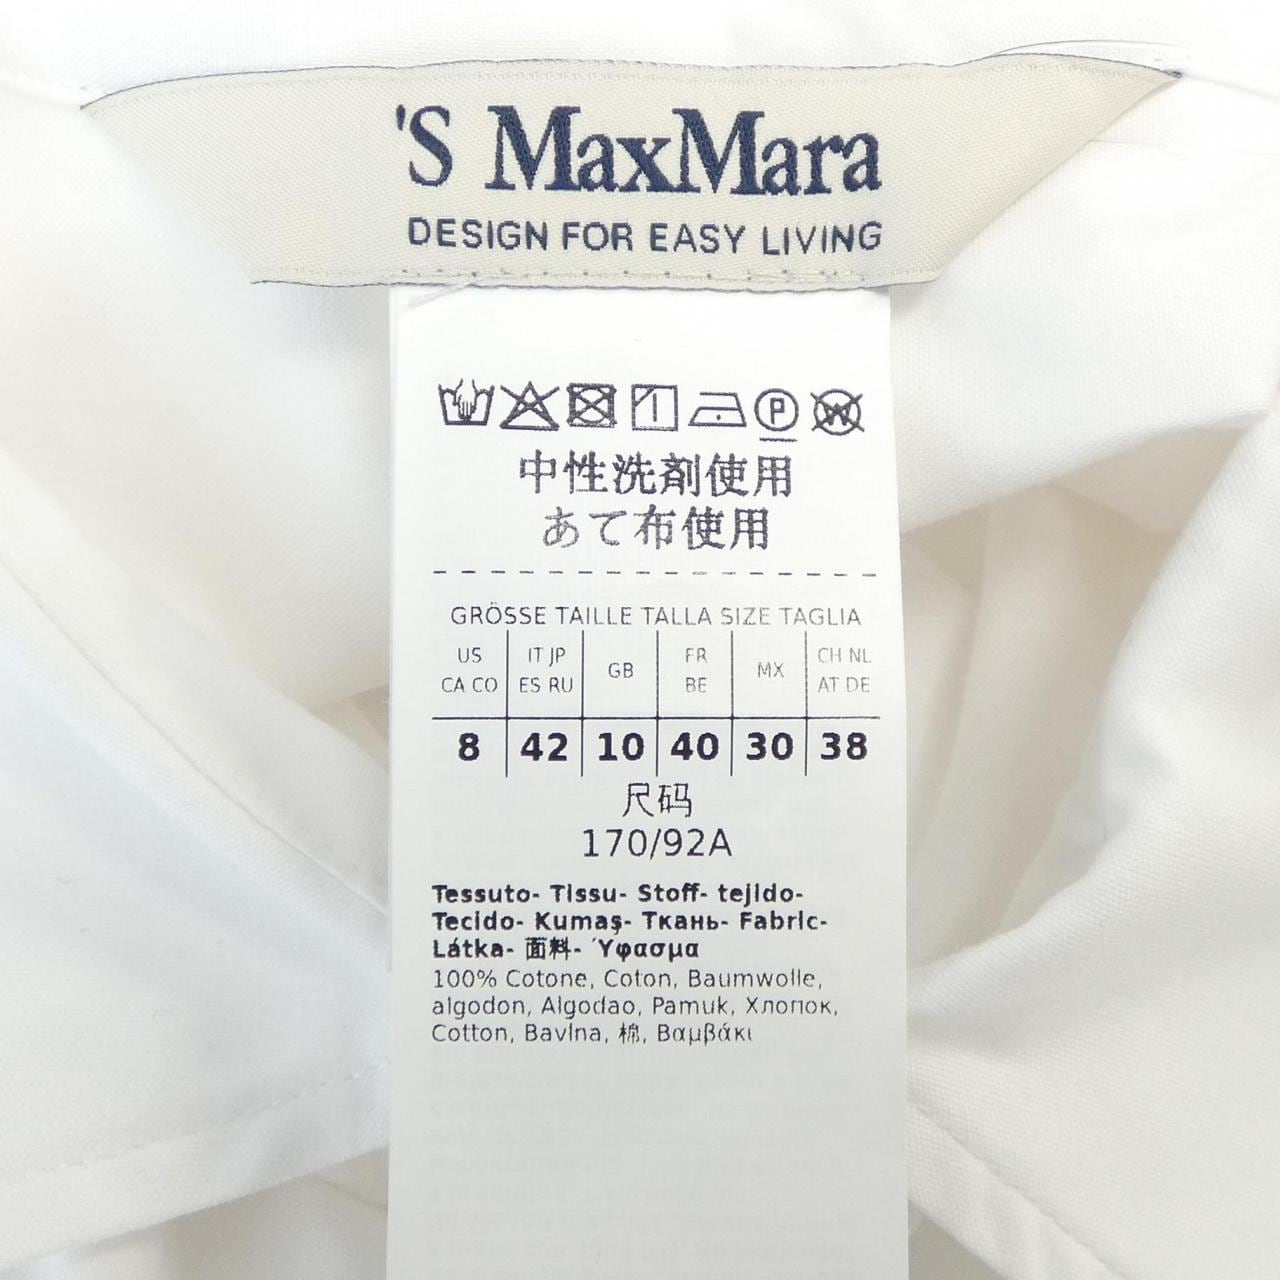 'S MaxMara
DESIGN FOR EASY LIVING
P W
中性洗剤使用
あて布使用
GRÖSSE TAILLE TALLA SIZE TAGLIA
US CA CO
IT JP ES RU
GB
FR BE
MX
CH NL AT DE
8 42 10 40 30 38
尺码
170/92A
Tessuto- Tissu- Stoff- tejido-
Tecido- Kumaş- Ткань- Fabric-
Látka- 面料- Ύφασμα
100% Cotone, Coton, Baumwolle,
algodon, Algodao, Pamuk, Хлопок,
Cotton, Bavlna, 棉, Βαμβάκι